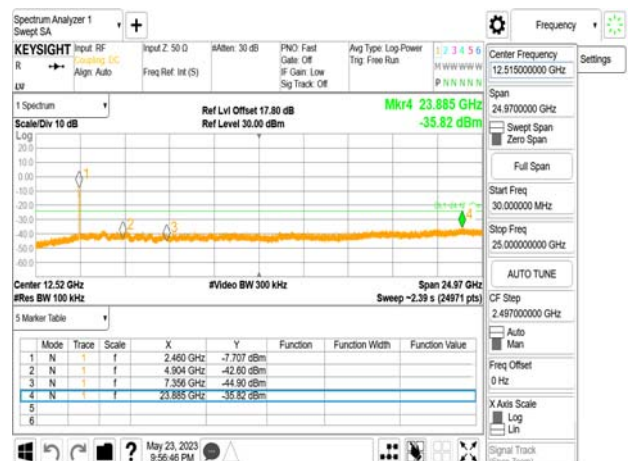 Spectrum Analyzer 1
Swept SA
+
Frequency
KEYSIGHT
R
Input: RF
Coupling: DC
Align: Auto
Input Z: 50 Ω
Freq Ref: Int (S)
#Atten: 30 dB
PNO: Fast
Gate: Off
IF Gain: Low
Sig Track: Off
Avg Type: Log-Power
Trig: Free Run
1 2 3 4 5 6
M W W W W W
P N N N N N
Center Frequency
12.515000000 GHz
Settings
1 Spectrum
Scale/Div 10 dB
Ref Lvl Offset 17.80 dB
Ref Level 30.00 dBm
Mkr4 23.885 GHz
-35.82 dBm
Log
20.0
10.0
0.00
-10.0
-20.0
-30.0
-40.0
-50.0
-60.0
1
2
3
4
Center 12.52 GHz
#Res BW 100 kHz
#Video BW 300 kHz
Span 24.97 GHz
Sweep ~2.39 s (24971 pts)
Span
24.9700000 GHz
Swept Span
Zero Span
Full Span
Start Freq
30.000000 MHz
Stop Freq
25.000000000 GHz
AUTO TUNE
CF Step
2.497000000 GHz
Auto
Man
Freq Offset
0 Hz
X Axis Scale
Log
Lin
Signal Track
5 Marker Table
Mode Trace Scale X Y Function Function Width Function Value
1 N 1 f 2.460 GHz -7.707 dBm
2 N 1 f 4.904 GHz -42.60 dBm
3 N 1 f 7.356 GHz -44.90 dBm
4 N 1 f 23.885 GHz -35.82 dBm
5
6
?
May 23, 2023
9:56:46 PM